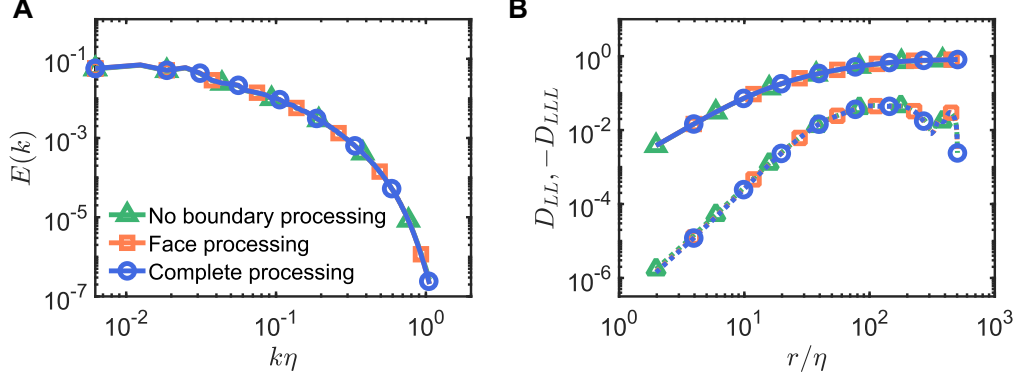 A
E(k)
10^-1
10^-3
10^-5
10^-7
No boundary processing
Face processing
Complete processing
10^-2
10^-1
10^0
kη
B
D_LL, −D_LLL
10^0
10^-2
10^-4
10^-6
10^0
10^1
10^2
10^3
r/η